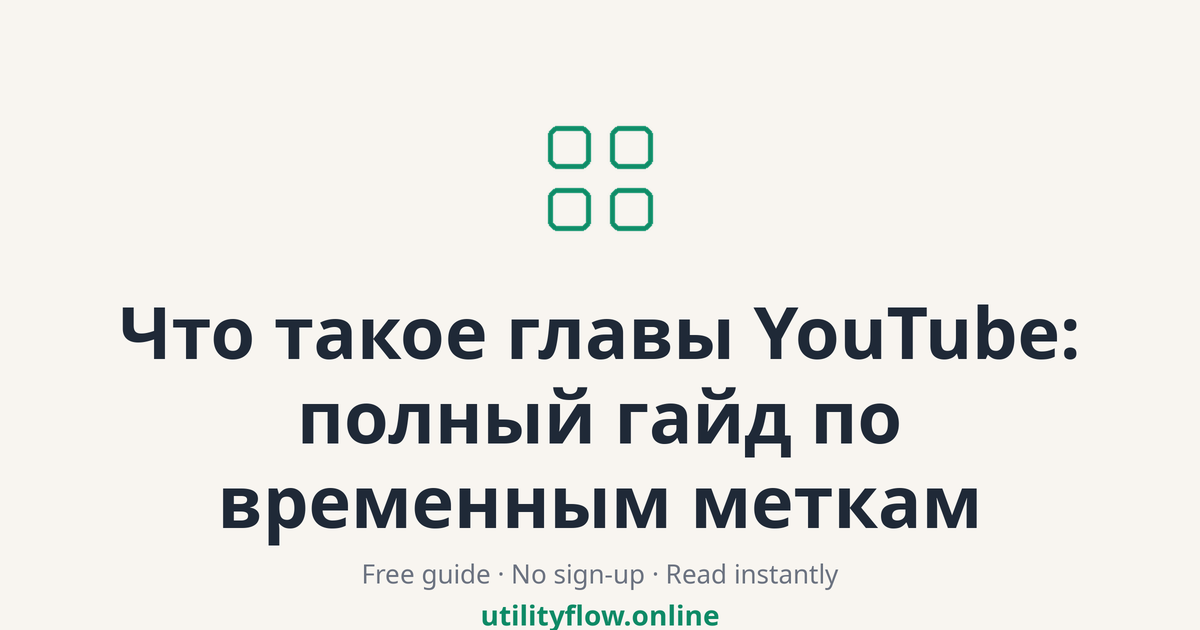 Что такое главы YouTube:
полный гайд по
временным меткам
Free guide · No sign-up · Read instantly
utilityflow.online